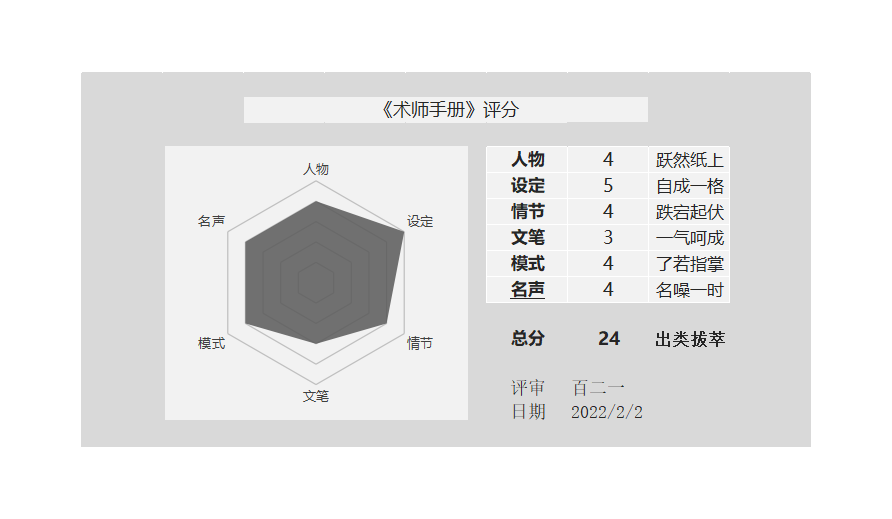 《术师手册》评分
人物
名声
设定
模式
情节
文笔
人物 4 跃然纸上
设定 5 自成一格
情节 4 跌宕起伏
文笔 3 一气呵成
模式 4 了若指掌
名声 4 名噪一时
总分 24 出类拔萃
评审 百二一
日期 2022/2/2